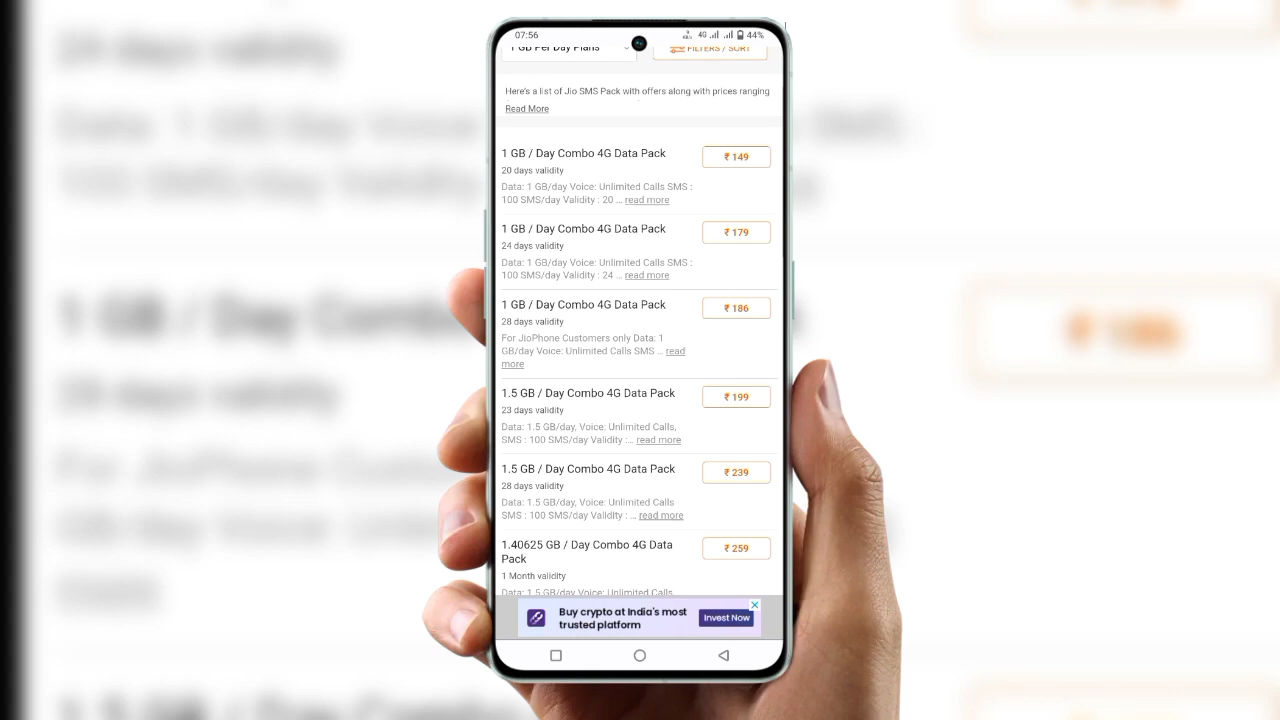 07:56
4G
44%
1 GB Per Day Plans
FILTERS / SORT
Here's a list of Jio SMS Pack with offers along with prices ranging
Read More
1 GB / Day Combo 4G Data Pack
₹ 149
20 days validity
Data: 1 GB/day Voice: Unlimited Calls SMS :
100 SMS/day Validity : 20 ... read more
1 GB / Day Combo 4G Data Pack
₹ 179
24 days validity
Data: 1 GB/day Voice: Unlimited Calls SMS :
100 SMS/day Validity : 24 ... read more
1 GB / Day Combo 4G Data Pack
₹ 186
28 days validity
For JioPhone Customers only Data: 1
GB/day Voice: Unlimited Calls SMS ... read
more
1.5 GB / Day Combo 4G Data Pack
₹ 199
23 days validity
Data: 1.5 GB/day, Voice: Unlimited Calls,
SMS : 100 SMS/day Validity :... read more
1.5 GB / Day Combo 4G Data Pack
₹ 239
28 days validity
Data: 1.5 GB/day, Voice: Unlimited Calls
SMS : 100 SMS/day Validity : ... read more
1.40625 GB / Day Combo 4G Data
Pack
₹ 259
1 Month validity
Data: 1.5 GB/day, Voice: Unlimited Calls,
Buy crypto at India's most
trusted platform
Invest Now